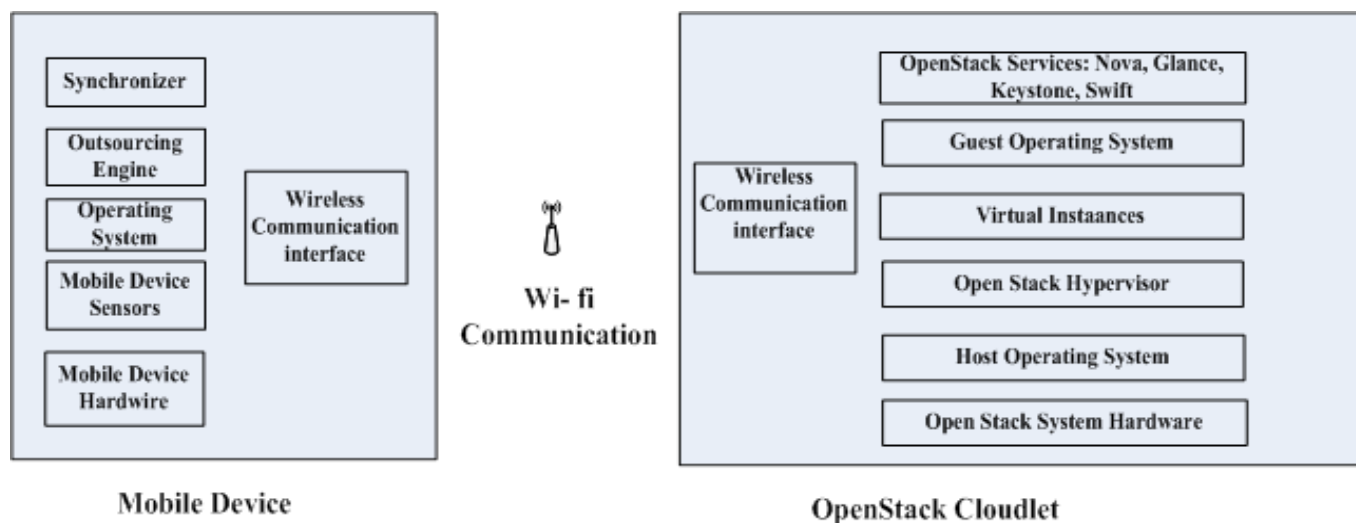 Synchronizer
Outsourcing
Engine
Operating
System
Mobile Device
Sensors
Mobile Device
Hardwire
Wireless
Communication
interface
Mobile Device
Wi- fi
Communication
Wireless
Communication
interface
OpenStack Services: Nova, Glance,
Keystone, Swift
Guest Operating System
Virtual Instaances
Open Stack Hypervisor
Host Operating System
Open Stack System Hardware
OpenStack Cloudlet